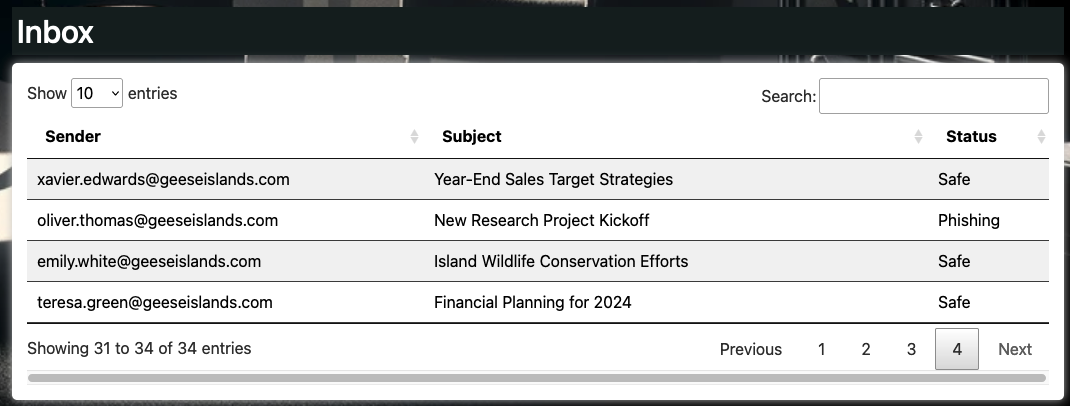 Inbox
Show 10 entries Search:
Sender Subject Status
xavier.edwards@geeseislands.com Year-End Sales Target Strategies Safe
oliver.thomas@geeseislands.com New Research Project Kickoff Phishing
emily.white@geeseislands.com Island Wildlife Conservation Efforts Safe
teresa.green@geeseislands.com Financial Planning for 2024 Safe
Showing 31 to 34 of 34 entries Previous 1 2 3 4 Next